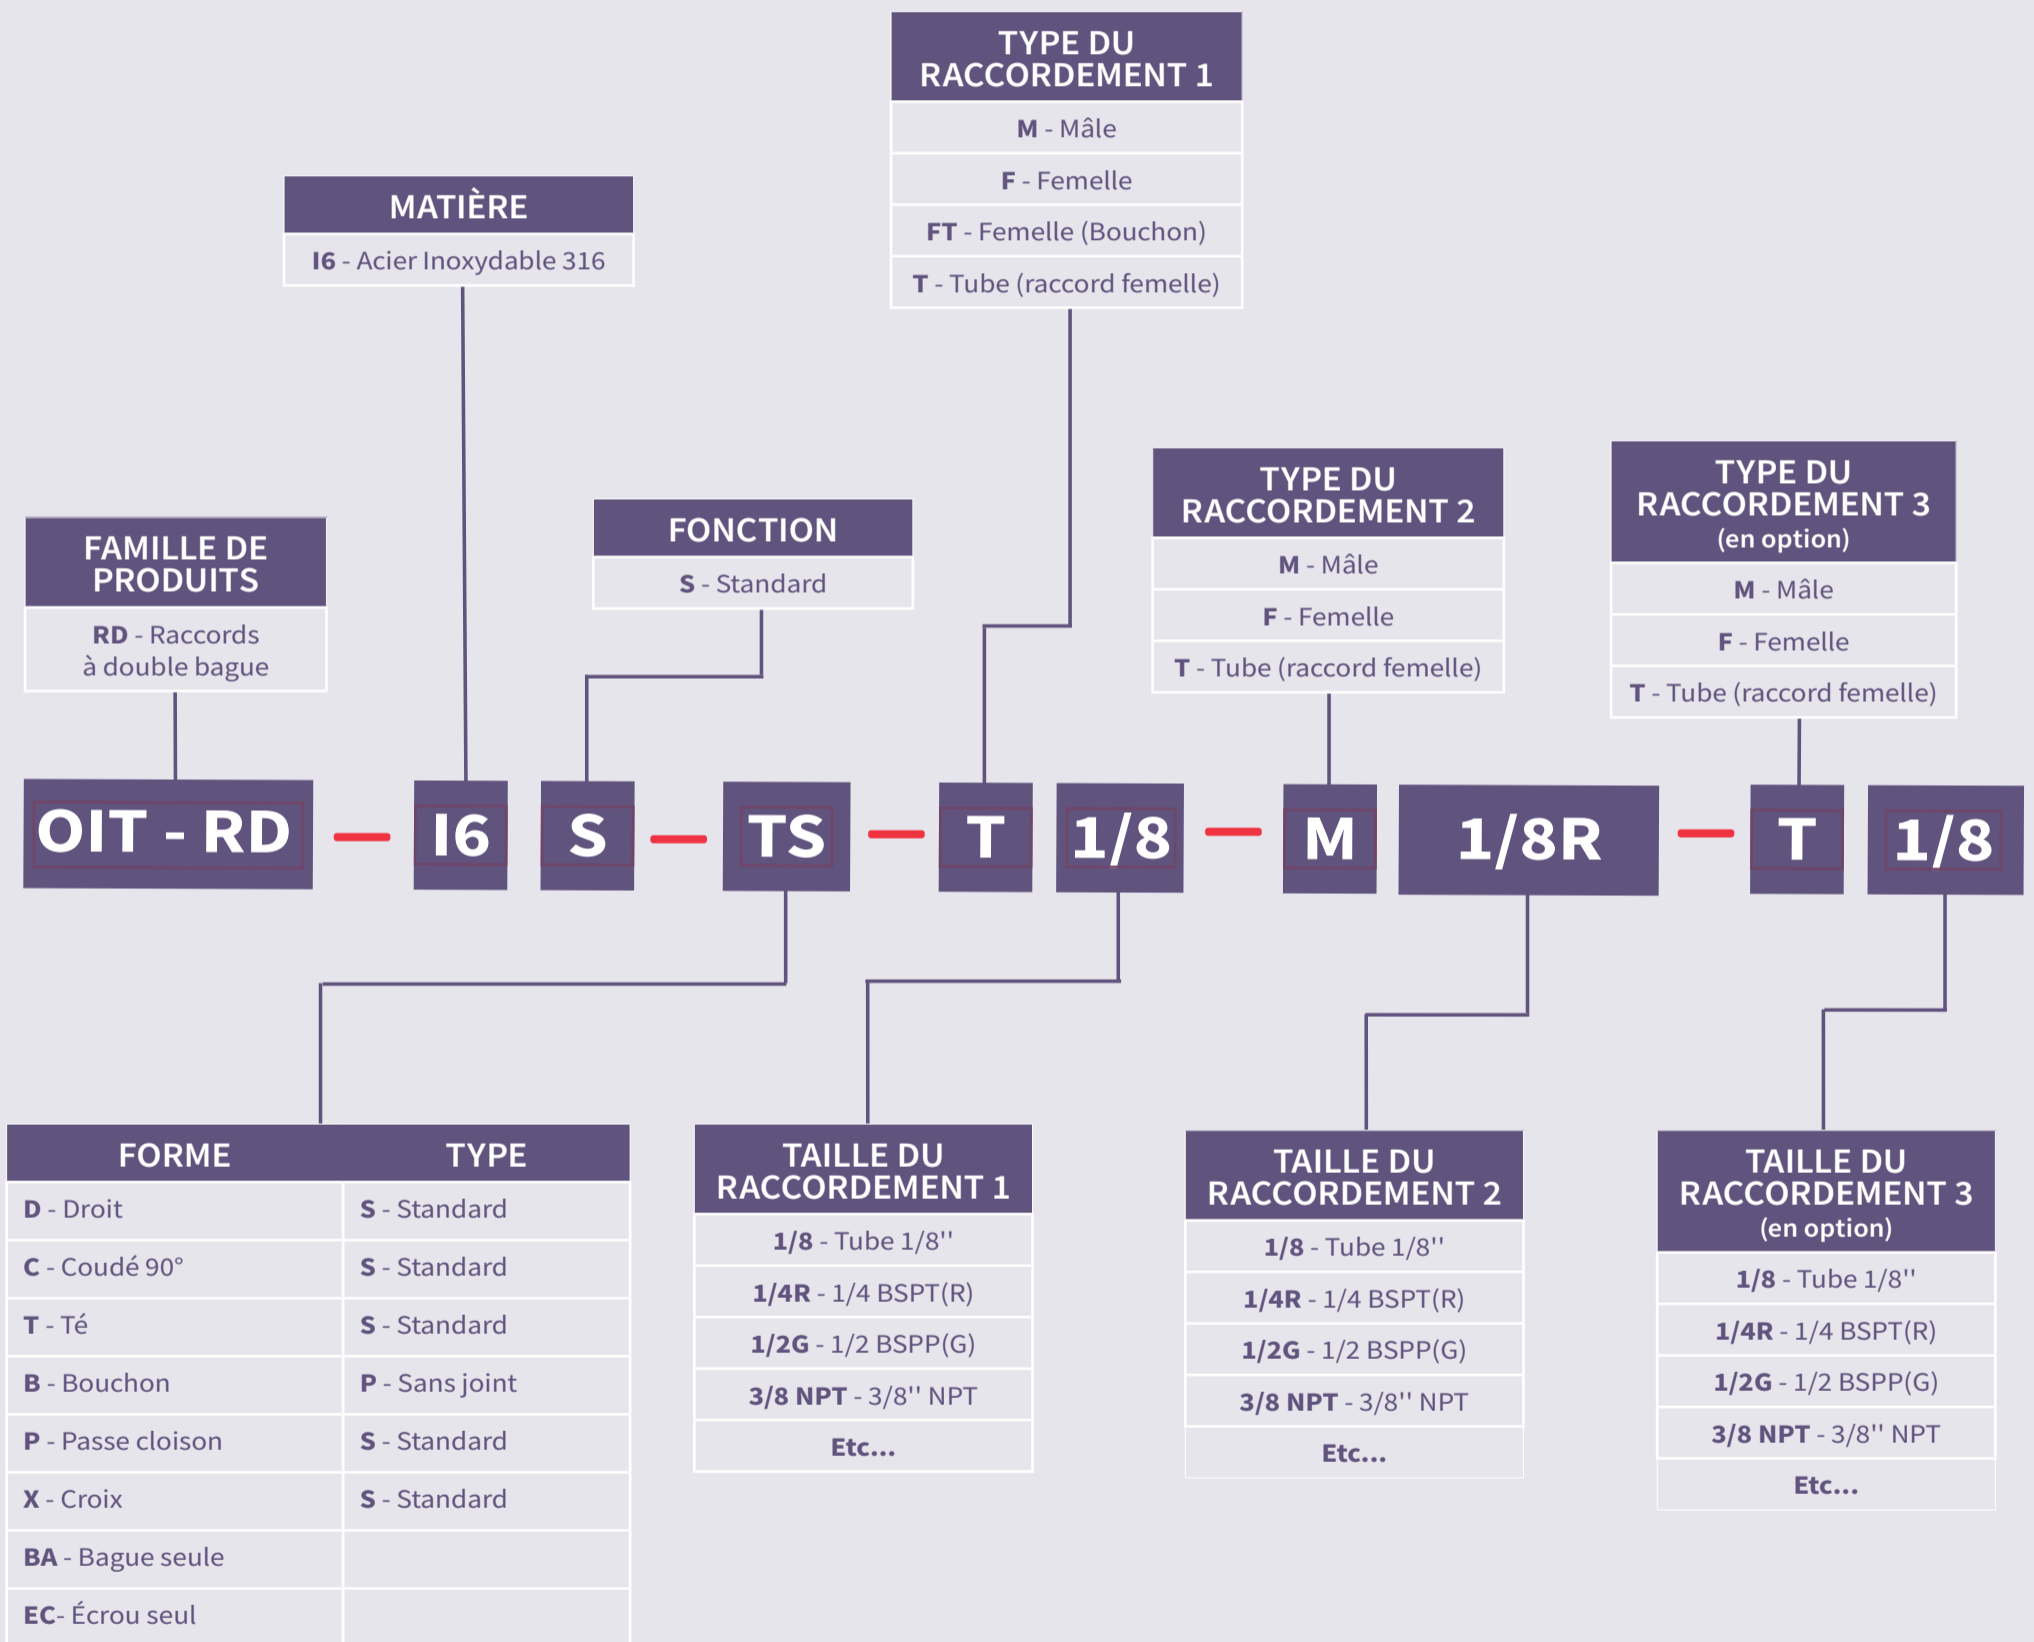 TYPE DU
RACCORDEMENT 1
M - Mâle
F - Femelle
FT - Femelle (Bouchon)
T - Tube (raccord femelle)
MATIÈRE
I6 - Acier Inoxydable 316
FAMILLE DE
PRODUITS
RD - Raccords
à double bague
FONCTION
S - Standard
TYPE DU
RACCORDEMENT 2
M - Mâle
F - Femelle
T - Tube (raccord femelle)
TYPE DU
RACCORDEMENT 3
(en option)
M - Mâle
F - Femelle
T - Tube (raccord femelle)
OIT - RD — I6 S — TS — T 1/8 — M 1/8R — T 1/8
FORME TYPE
D - Droit S - Standard
C - Coudé 90° S - Standard
T - Té S - Standard
B - Bouchon P - Sans joint
P - Passe cloison S - Standard
X - Croix S - Standard
BA - Bague seule
EC- Écrou seul
TAILLE DU
RACCORDEMENT 1
1/8 - Tube 1/8''
1/4R - 1/4 BSPT(R)
1/2G - 1/2 BSPP(G)
3/8 NPT - 3/8'' NPT
Etc...
TAILLE DU
RACCORDEMENT 2
1/8 - Tube 1/8''
1/4R - 1/4 BSPT(R)
1/2G - 1/2 BSPP(G)
3/8 NPT - 3/8'' NPT
Etc...
TAILLE DU
RACCORDEMENT 3
(en option)
1/8 - Tube 1/8''
1/4R - 1/4 BSPT(R)
1/2G - 1/2 BSPP(G)
3/8 NPT - 3/8'' NPT
Etc...